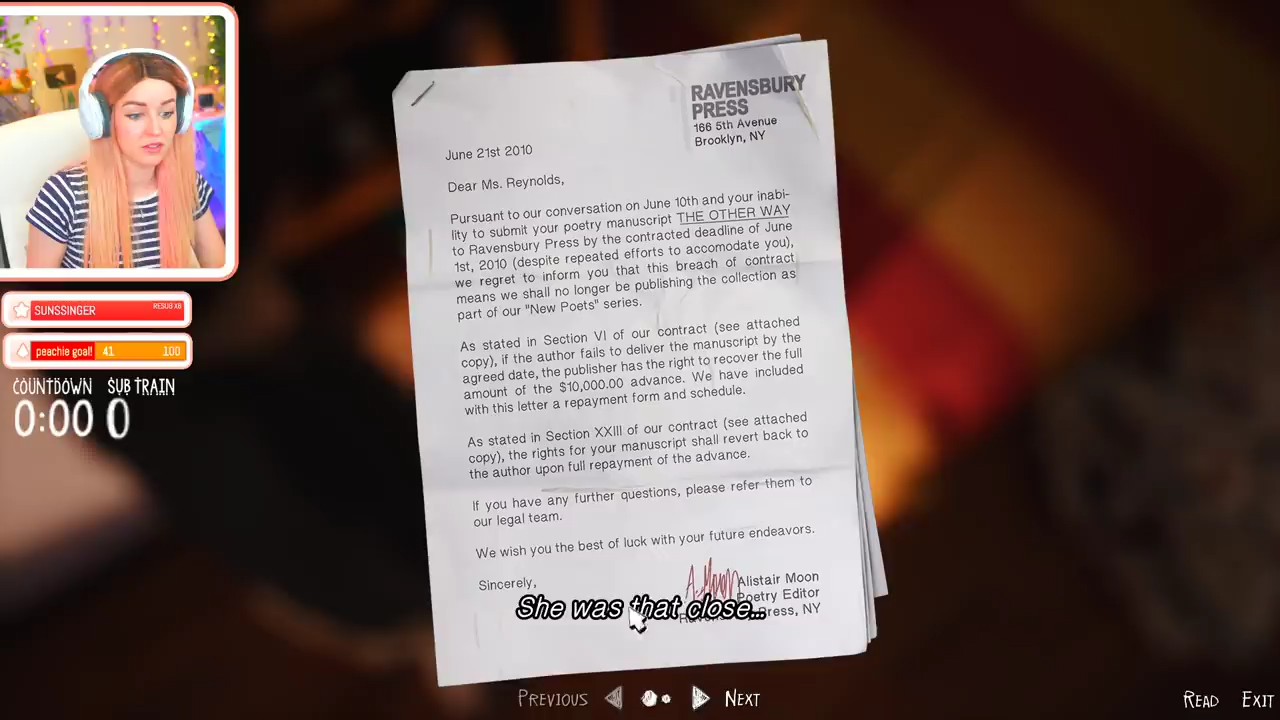 RAVENSBURY
PRESS
166 5th Avenue
Brooklyn, NY
June 21st 2010
Dear Ms. Reynolds,
Pursuant to our conversation on June 10th and your inabi-
lity to submit your poetry manuscript THE OTHER WAY
to Ravensbury Press by the contracted deadline of June
1st, 2010 (despite repeated efforts to accomodate you),
we regret to inform you that this breach of contract
means we shall no longer be publishing the collection as
part of our "New Poets" series.
As stated in Section VI of our contract (see attached
copy), if the author fails to deliver the manuscript by the
agreed date, the publisher has the right to recover the full
amount of the $10,000.00 advance. We have included
with this letter a repayment form and schedule.
As stated in Section XXIII of our contract (see attached
copy), the rights for your manuscript shall revert back to
the author upon full repayment of the advance.
If you have any further questions, please refer them to
our legal team.
We wish you the best of luck with your future endeavors.
Sincerely,
A. Moon
Alistair Moon
Poetry Editor
Press, NY
She was that close...
SUNSSINGER
RESUB X8
peachie goal! 41 100
COUNTDOWN SUB TRAIN
0:00 0
PREVIOUS NEXT
READ EXIT